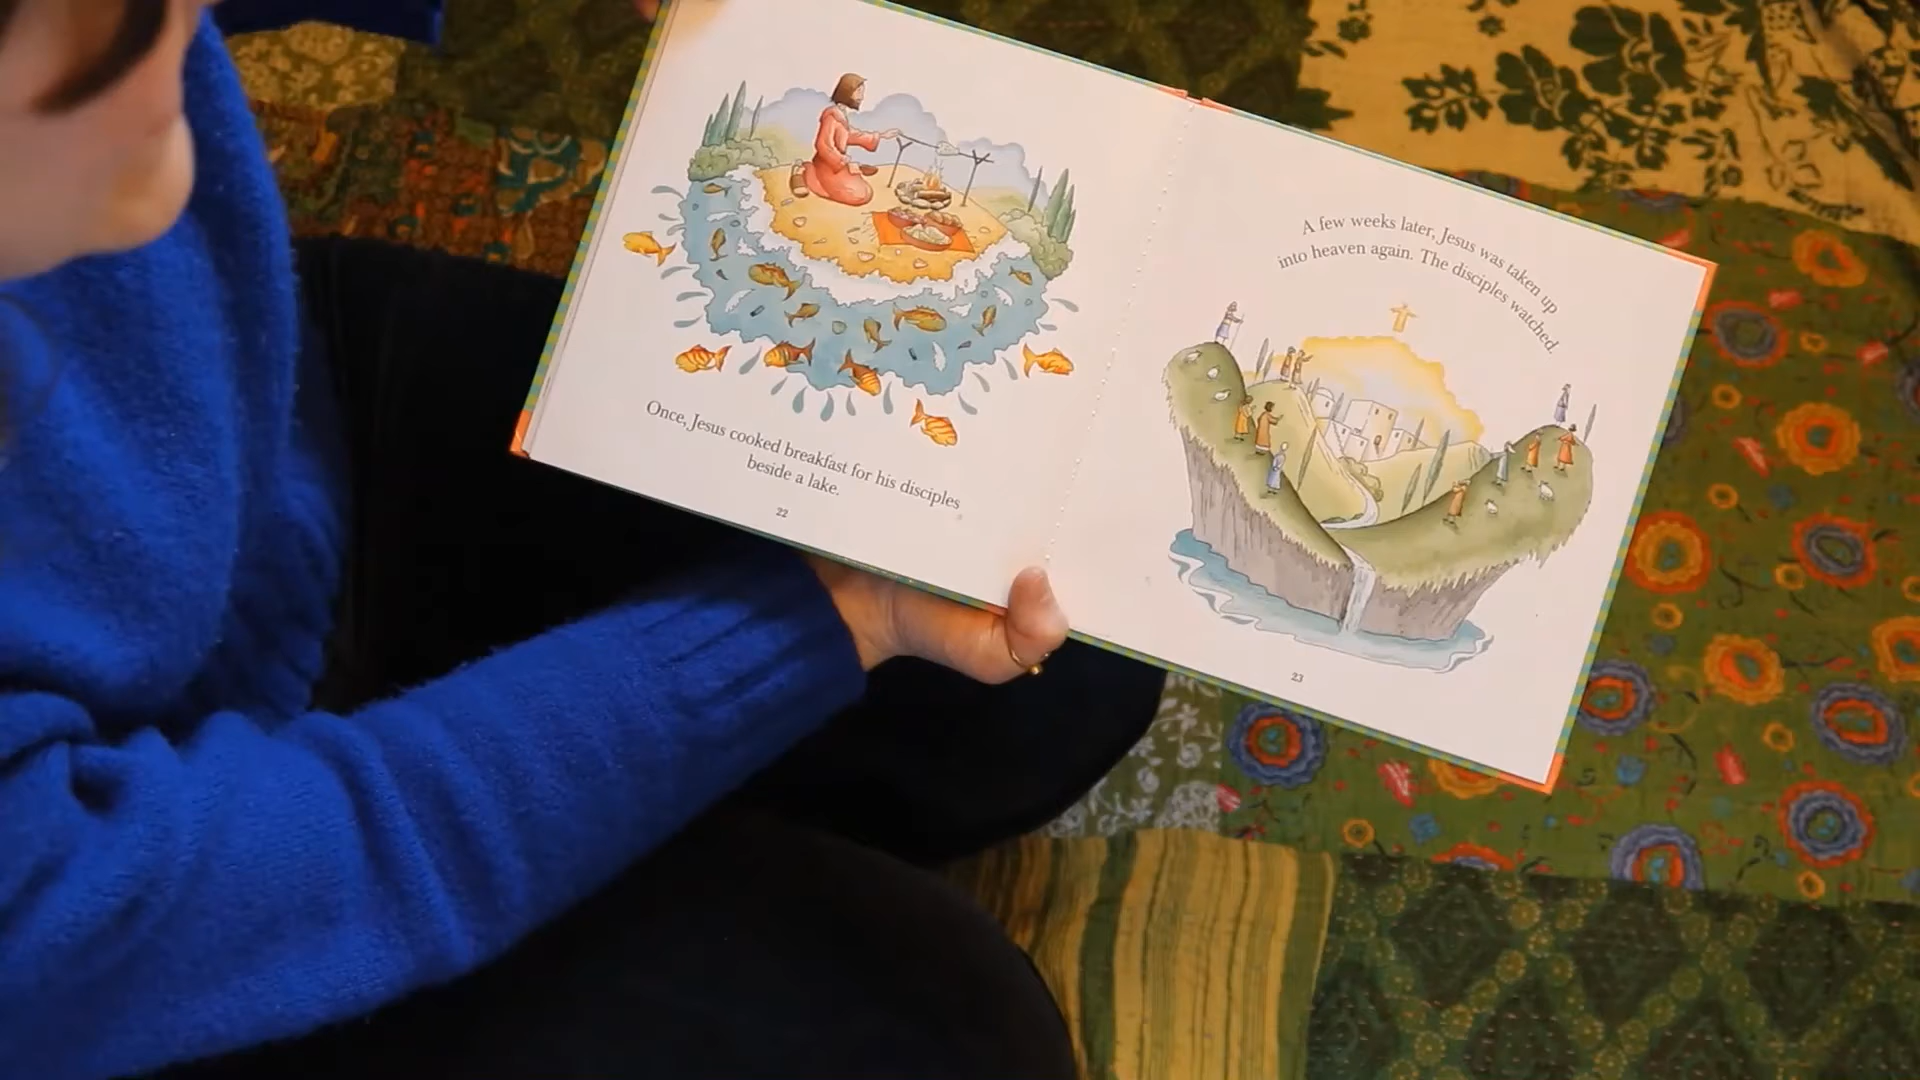 Once, Jesus cooked breakfast for his disciples
beside a lake.
22
A few weeks later, Jesus was taken up
into heaven again. The disciples watched.
23